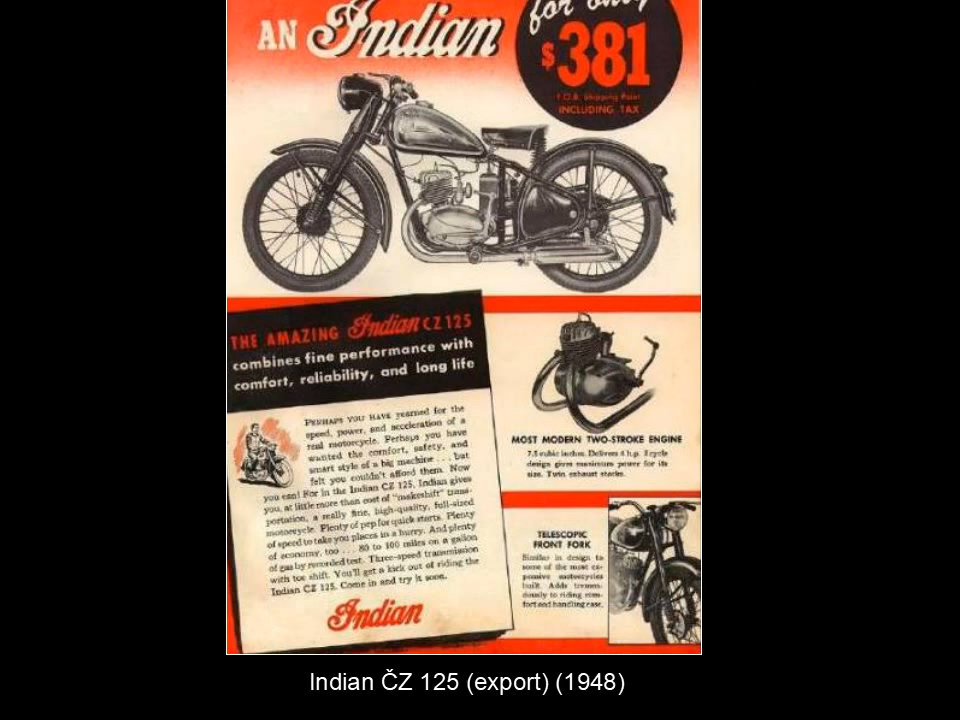 AN Indian
for only
$381
F.O.B. Shipping Point
INCLUDING TAX
THE AMAZING Indian CZ 125
combines fine performance with
comfort, reliability, and long life
PERHAPS YOU HAVE yearned for the
speed, power, and acceleration of a
real motorcycle. Perhaps you have
wanted the comfort, safety, and
smart style of a big machine . . . but
felt you couldn't afford them. Now
you can! For in the Indian CZ 125, Indian gives
you, at little more than cost of "makeshift" trans-
portation, a really fine, high-quality, full-sized
motorcycle. Plenty of pep for quick starts. Plenty
of speed to take you places in a hurry. And plenty
of economy, too . . . 80 to 100 miles on a gallon
of gas by recorded test. Three-speed transmission
with toe shift. You'll get a kick out of riding the
Indian CZ 125. Come in and try it soon.
Indian
MOST MODERN TWO-STROKE ENGINE
7.5 cubic inches. Delivers 4 h.p. 2 cycle
design gives maximum power for its
size. Twin exhaust stacks.
TELESCOPIC
FRONT FORK
Similar in design to
some of the most ex-
pensive motorcycles
built. Adds tremen-
dously to riding com-
fort and handling ease.
Indian ČZ 125 (export) (1948)